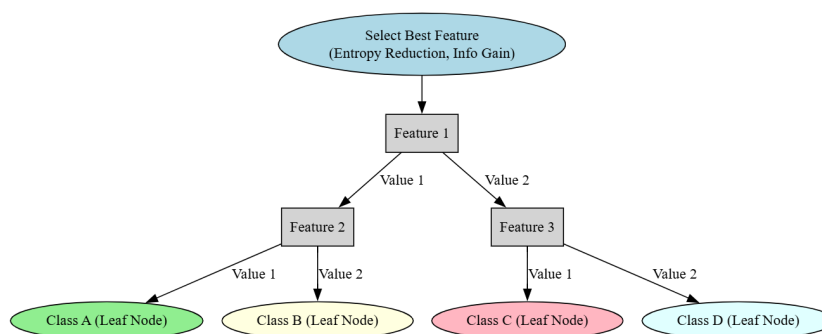 Select Best Feature
(Entropy Reduction, Info Gain)
Feature 1
Value 1
Value 2
Feature 2
Feature 3
Value 1
Value 2
Value 1
Value 2
Class A (Leaf Node)
Class B (Leaf Node)
Class C (Leaf Node)
Class D (Leaf Node)